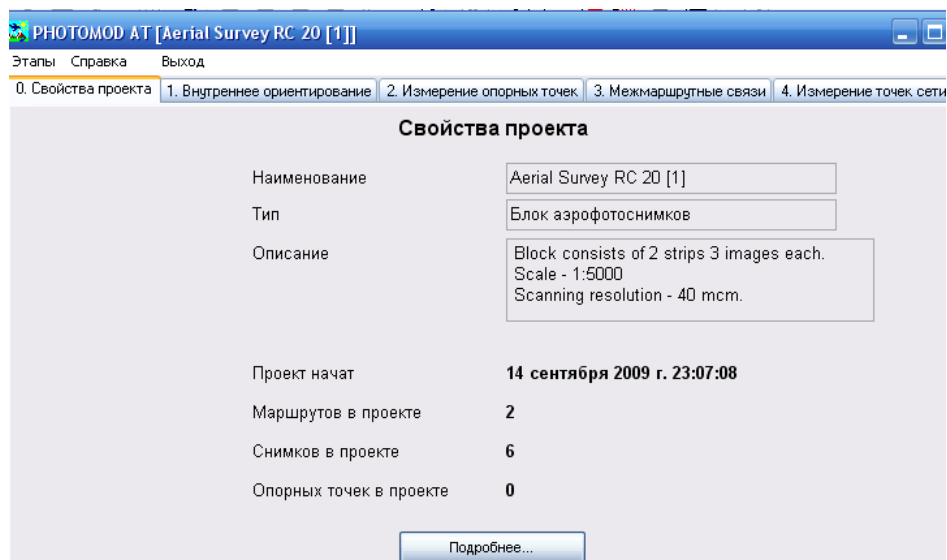 PHOTOMOD AT [Aerial Survey RC 20 [1]]
Этапы Справка Выход
0. Свойства проекта 1. Внутреннее ориентирование 2. Измерение опорных точек 3. Межмаршрутные связи 4. Измерение точек сети
Свойства проекта
Наименование Aerial Survey RC 20 [1]
Тип Блок аэрофотоснимков
Описание Block consists of 2 strips 3 images each.
Scale - 1:5000
Scanning resolution - 40 mcm.
Проект начат 14 сентября 2009 г. 23:07:08
Маршрутов в проекте 2
Снимков в проекте 6
Опорных точек в проекте 0
Подробнее...